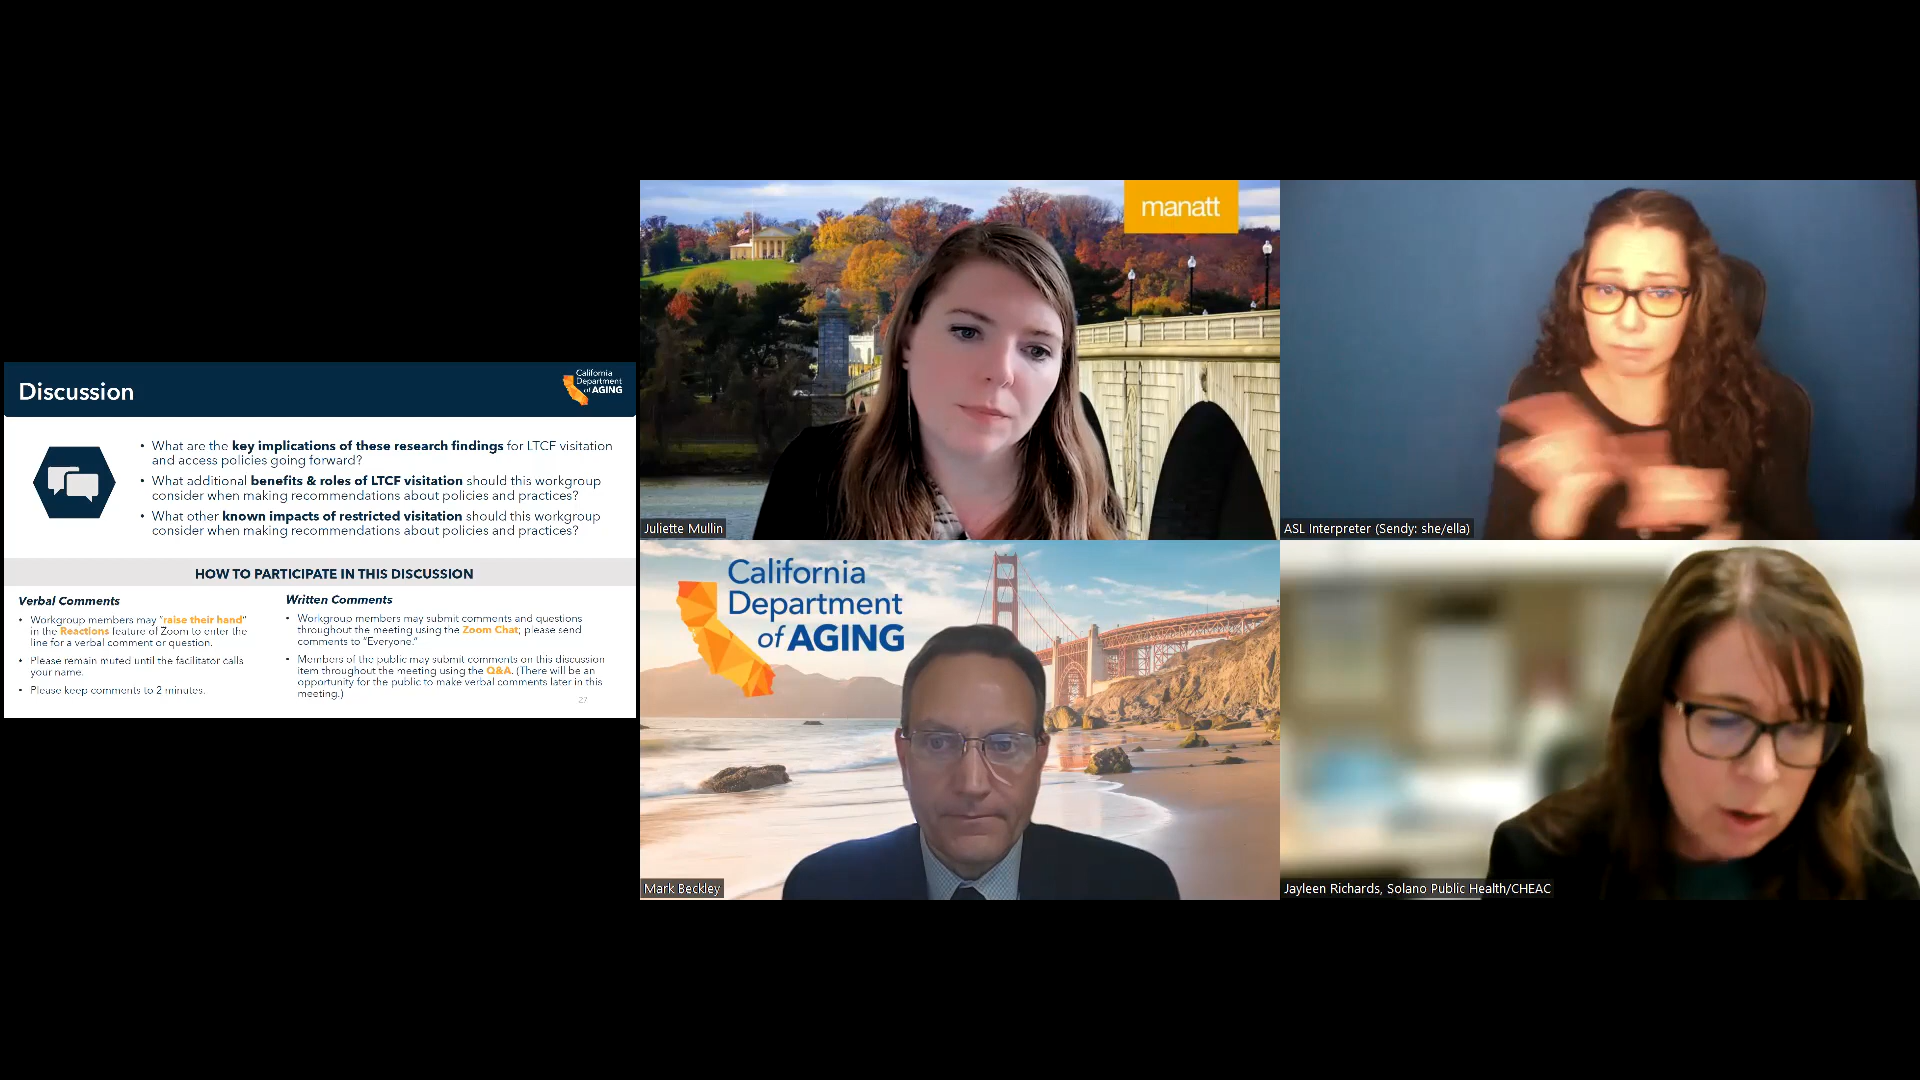 Discussion
California
Department
of AGING
• What are the key implications of these research findings for LTCF visitation
and access policies going forward?
• What additional benefits & roles of LTCF visitation should this workgroup
consider when making recommendations about policies and practices?
• What other known impacts of restricted visitation should this workgroup
consider when making recommendations about policies and practices?
HOW TO PARTICIPATE IN THIS DISCUSSION
Verbal Comments
• Workgroup members may “raise their hand”
in the Reactions feature of Zoom to enter the
line for a verbal comment or question.
• Please remain muted until the facilitator calls
your name.
• Please keep comments to 2 minutes.
Written Comments
• Workgroup members may submit comments and questions
throughout the meeting using the Zoom Chat; please send
comments to “Everyone.”
• Members of the public may submit comments on this discussion
item throughout the meeting using the Q&A. (There will be an
opportunity for the public to make verbal comments later in this
meeting.)
27
manatt
Juliette Mullin
ASL Interpreter (Sendy: she/ella)
California
Department
of AGING
Mark Beckley
Jayleen Richards, Solano Public Health/CHEAC